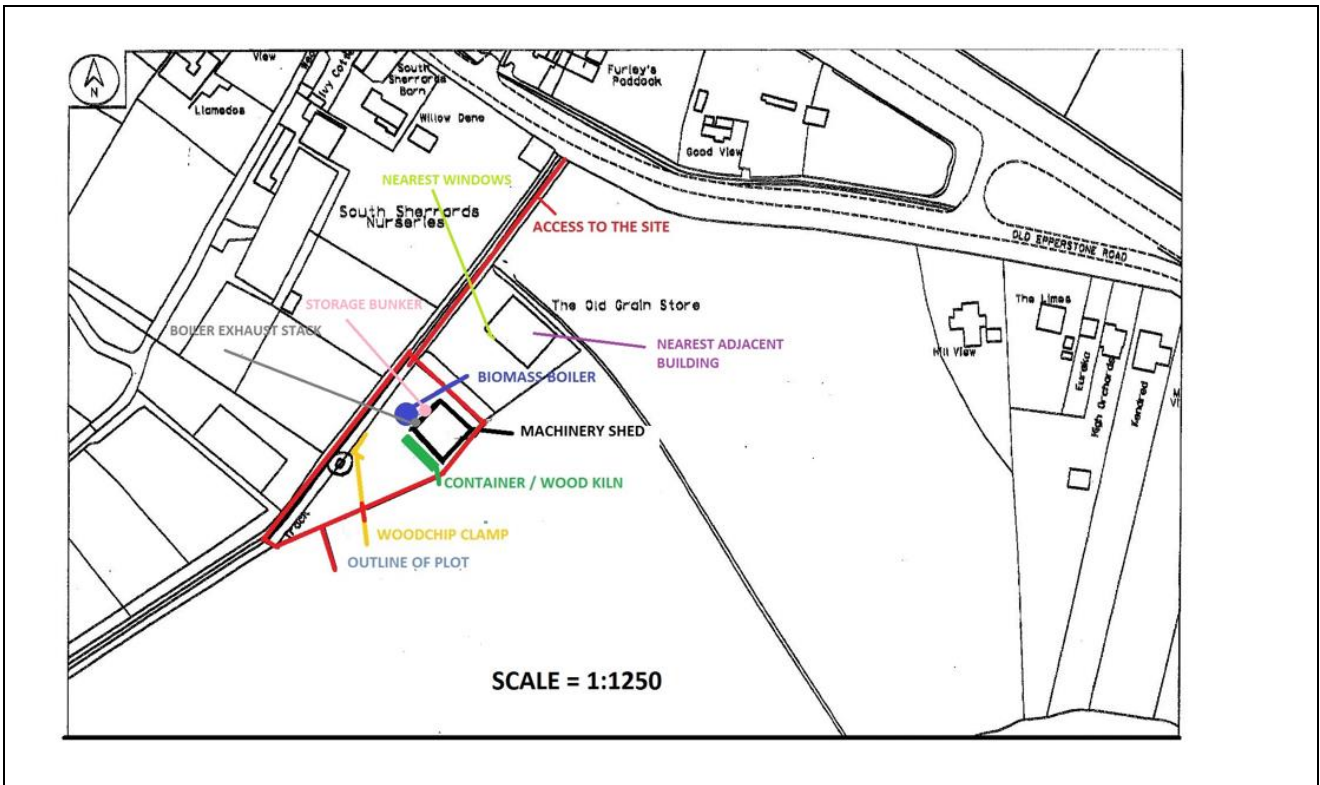 View
Llamedos
Ivy Cott
South
Sherrards
Barn
Willow Dene
Furley's
Paddock
Good View
N
NEAREST WINDOWS
South Sherrards
Nurseries
ACCESS TO THE SITE
OLD EPPERSTONE ROAD
STORAGE BUNKER
The Old Grain Store
The Limes
BOILER EXHAUST STACK
NEAREST ADJACENT
BUILDING
Hill View
Eureka
High Orchards
Kendred
BIOMASS BOILER
MACHINERY SHED
CONTAINER / WOOD KILN
Track
WOODCHIP CLAMP
OUTLINE OF PLOT
SCALE = 1:1250